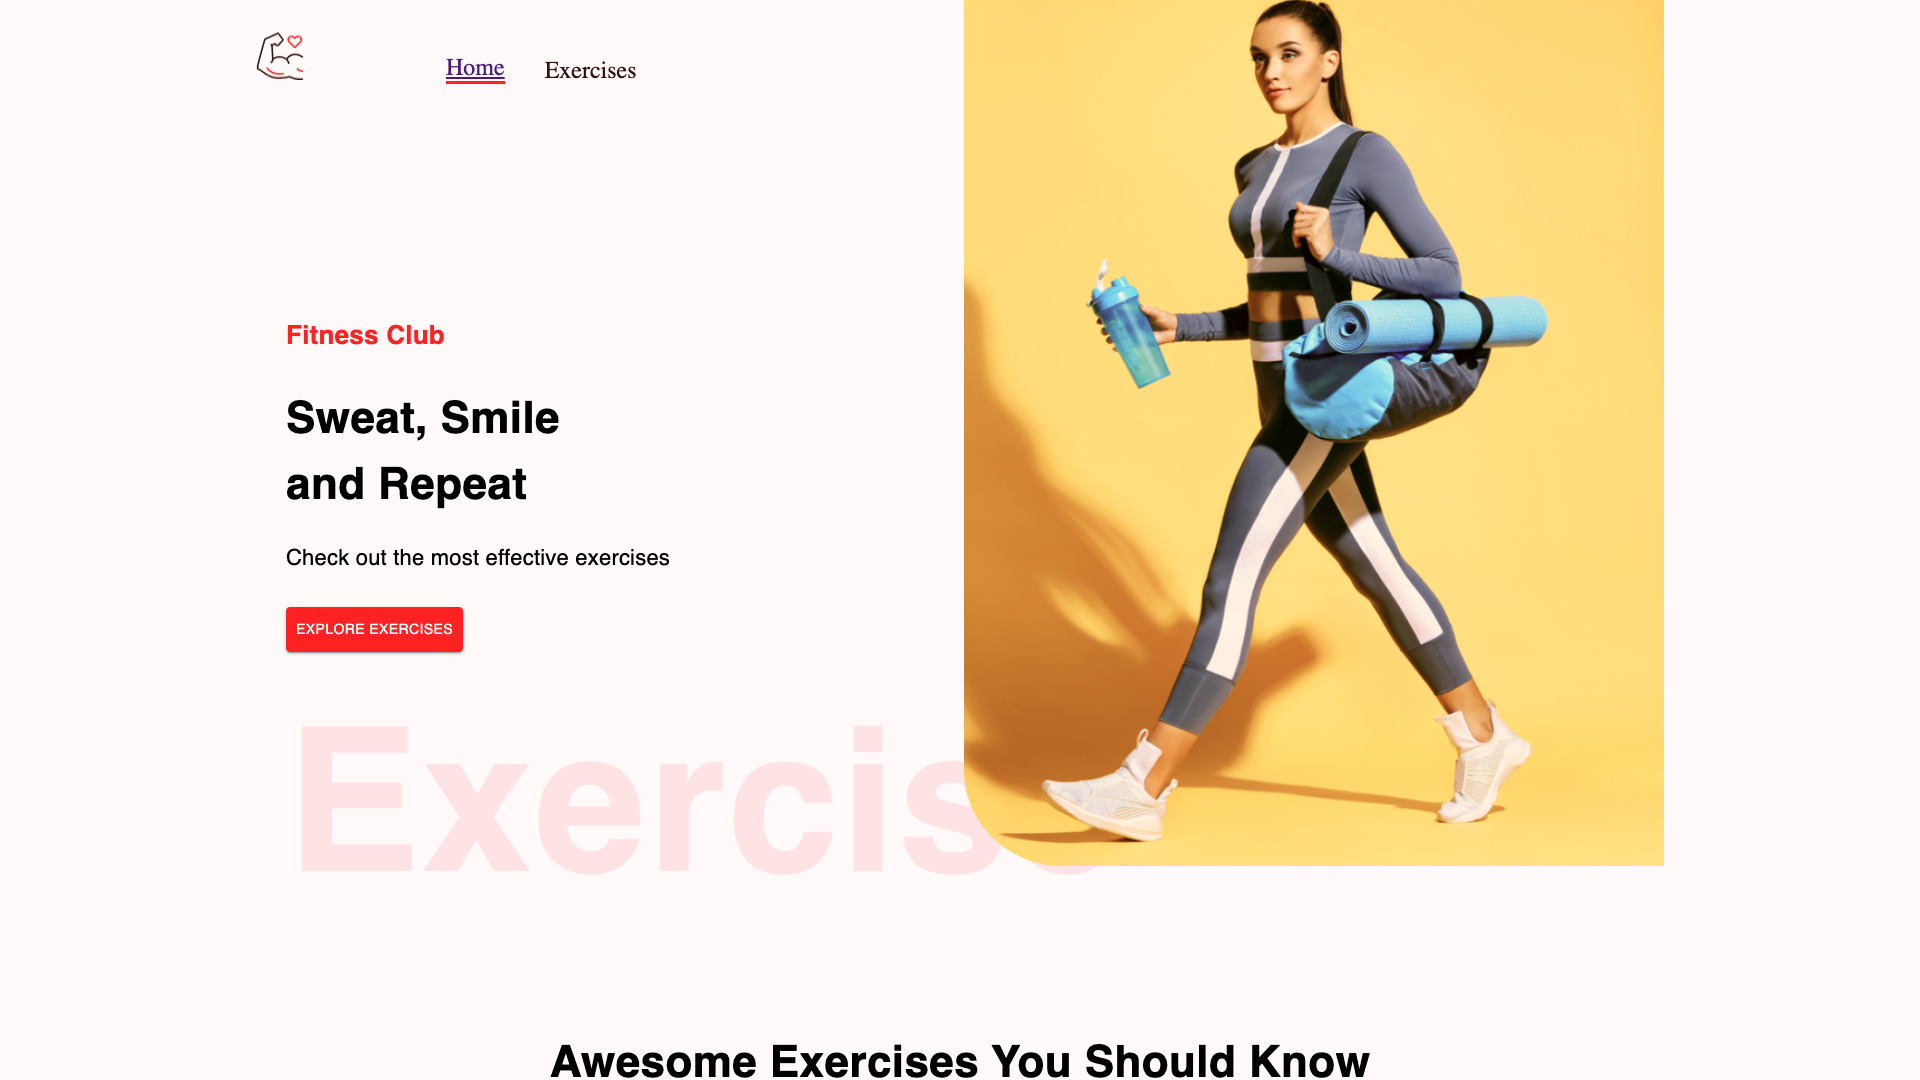 Home
Exercises
Fitness Club
Sweat, Smile
and Repeat
Check out the most effective exercises
EXPLORE EXERCISES
Exercise
Awesome Exercises You Should Know